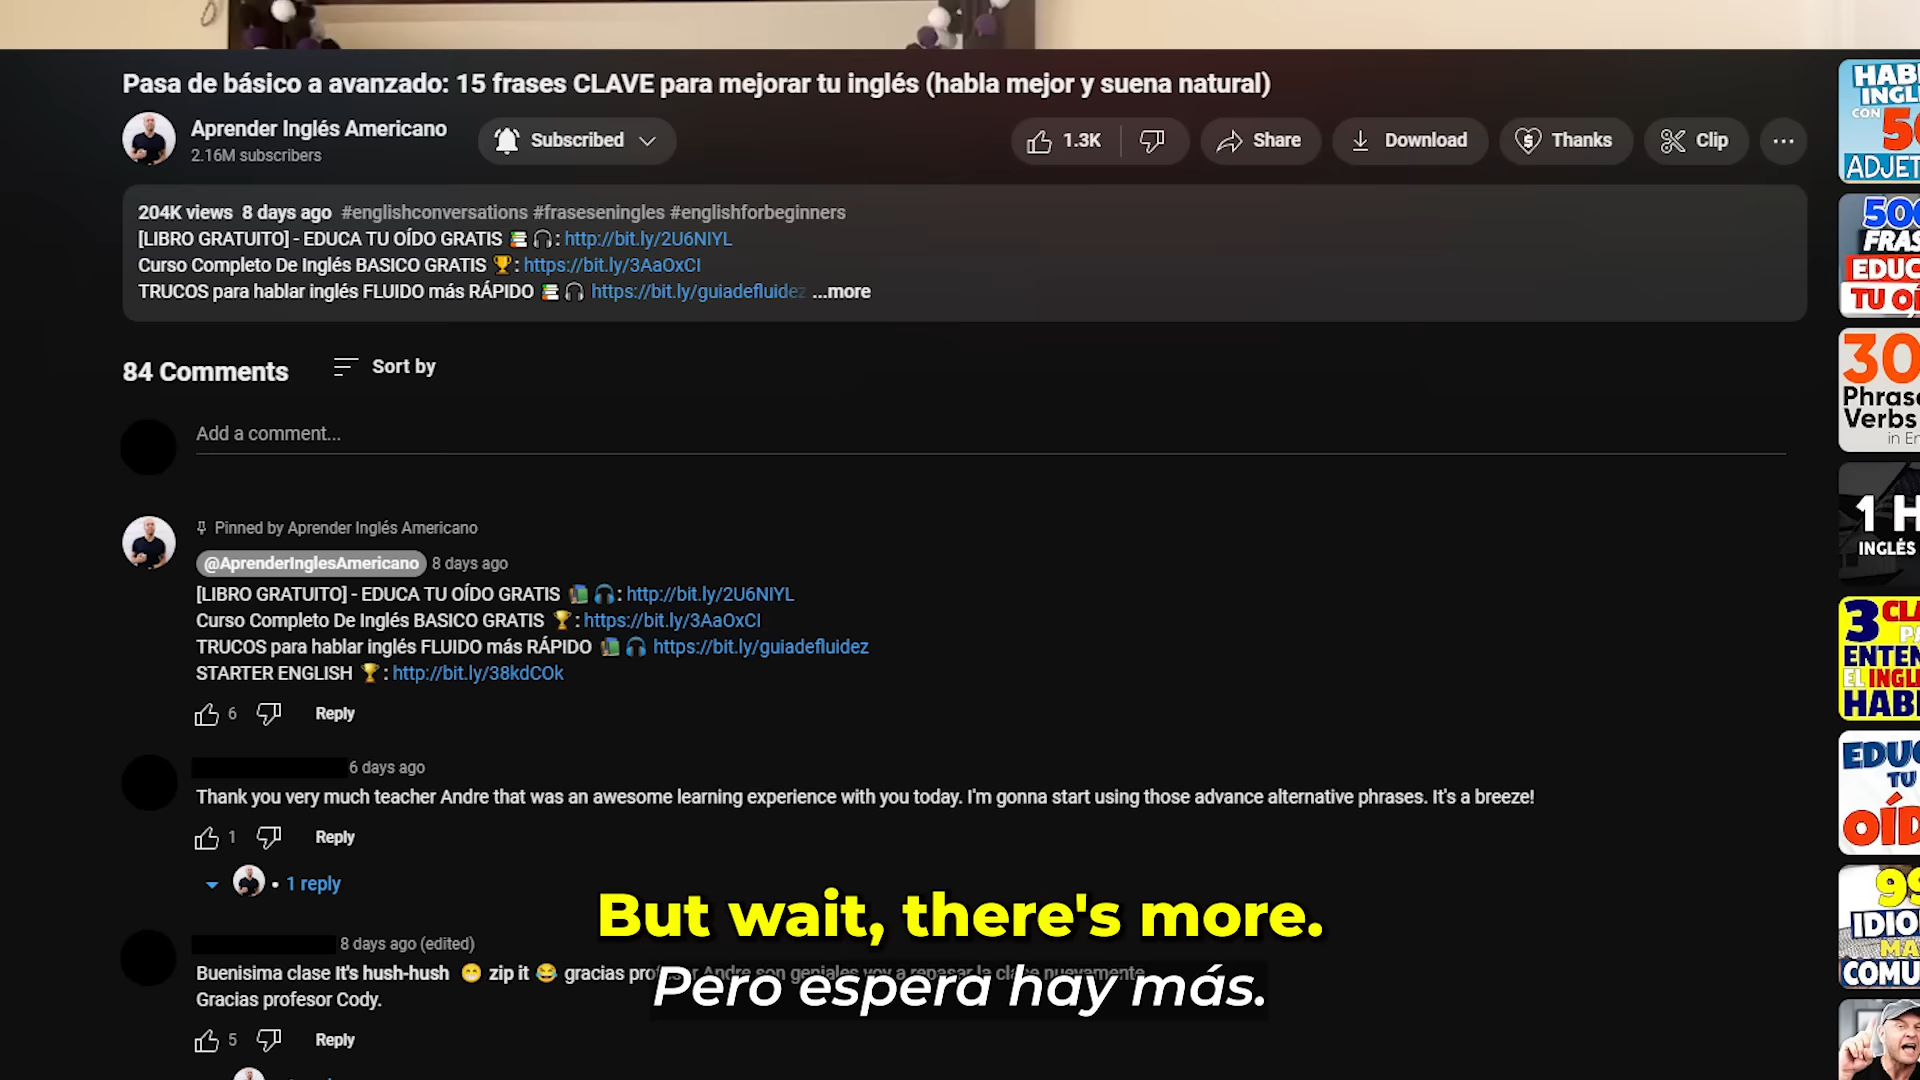 Pasa de básico a avanzado: 15 frases CLAVE para mejorar tu inglés (habla mejor y suena natural)
Aprender Inglés Americano
2.16M subscribers
Subscribed
1.3K
Share
Download
Thanks
Clip
204K views 8 days ago #englishconversations #fraseseningles #englishforbeginners
[LIBRO GRATUITO] - EDUCA TU OÍDO GRATIS 📚🎧: http://bit.ly/2U6NIYL
Curso Completo De Inglés BASICO GRATIS 🏆: https://bit.ly/3AaOxCI
TRUCOS para hablar inglés FLUIDO más RÁPIDO 📚🎧 https://bit.ly/guiadefluidez ...more
84 Comments
Sort by
Add a comment...
Pinned by Aprender Inglés Americano
@AprenderInglesAmericano 8 days ago
[LIBRO GRATUITO] - EDUCA TU OÍDO GRATIS 📚🎧: http://bit.ly/2U6NIYL
Curso Completo De Inglés BASICO GRATIS 🏆: https://bit.ly/3AaOxCI
TRUCOS para hablar inglés FLUIDO más RÁPIDO 📚🎧 https://bit.ly/guiadefluidez
STARTER ENGLISH 🏆: http://bit.ly/38kdCOk
6
Reply
6 days ago
Thank you very much teacher Andre that was an awesome learning experience with you today. I'm gonna start using those advance alternative phrases. It's a breeze!
1
Reply
• 1 reply
8 days ago (edited)
Buenisima clase It's hush-hush 😁 zip it 😂 gracias profesor Andre son geniales voy a repasar la clase nuevamente
Gracias profesor Cody.
5
Reply
But wait, there's more.
Pero espera hay más.
HAB
INGL
CON 5
ADJET
500
FRAS
EDUC
TU OÍ
30
Phras
Verbs
in En
1 H
INGLÉS
3 CLA
PA
ENTEN
EL INGL
HAB
EDUC
TU
OÍD
99
IDIO
MÁ
COMU